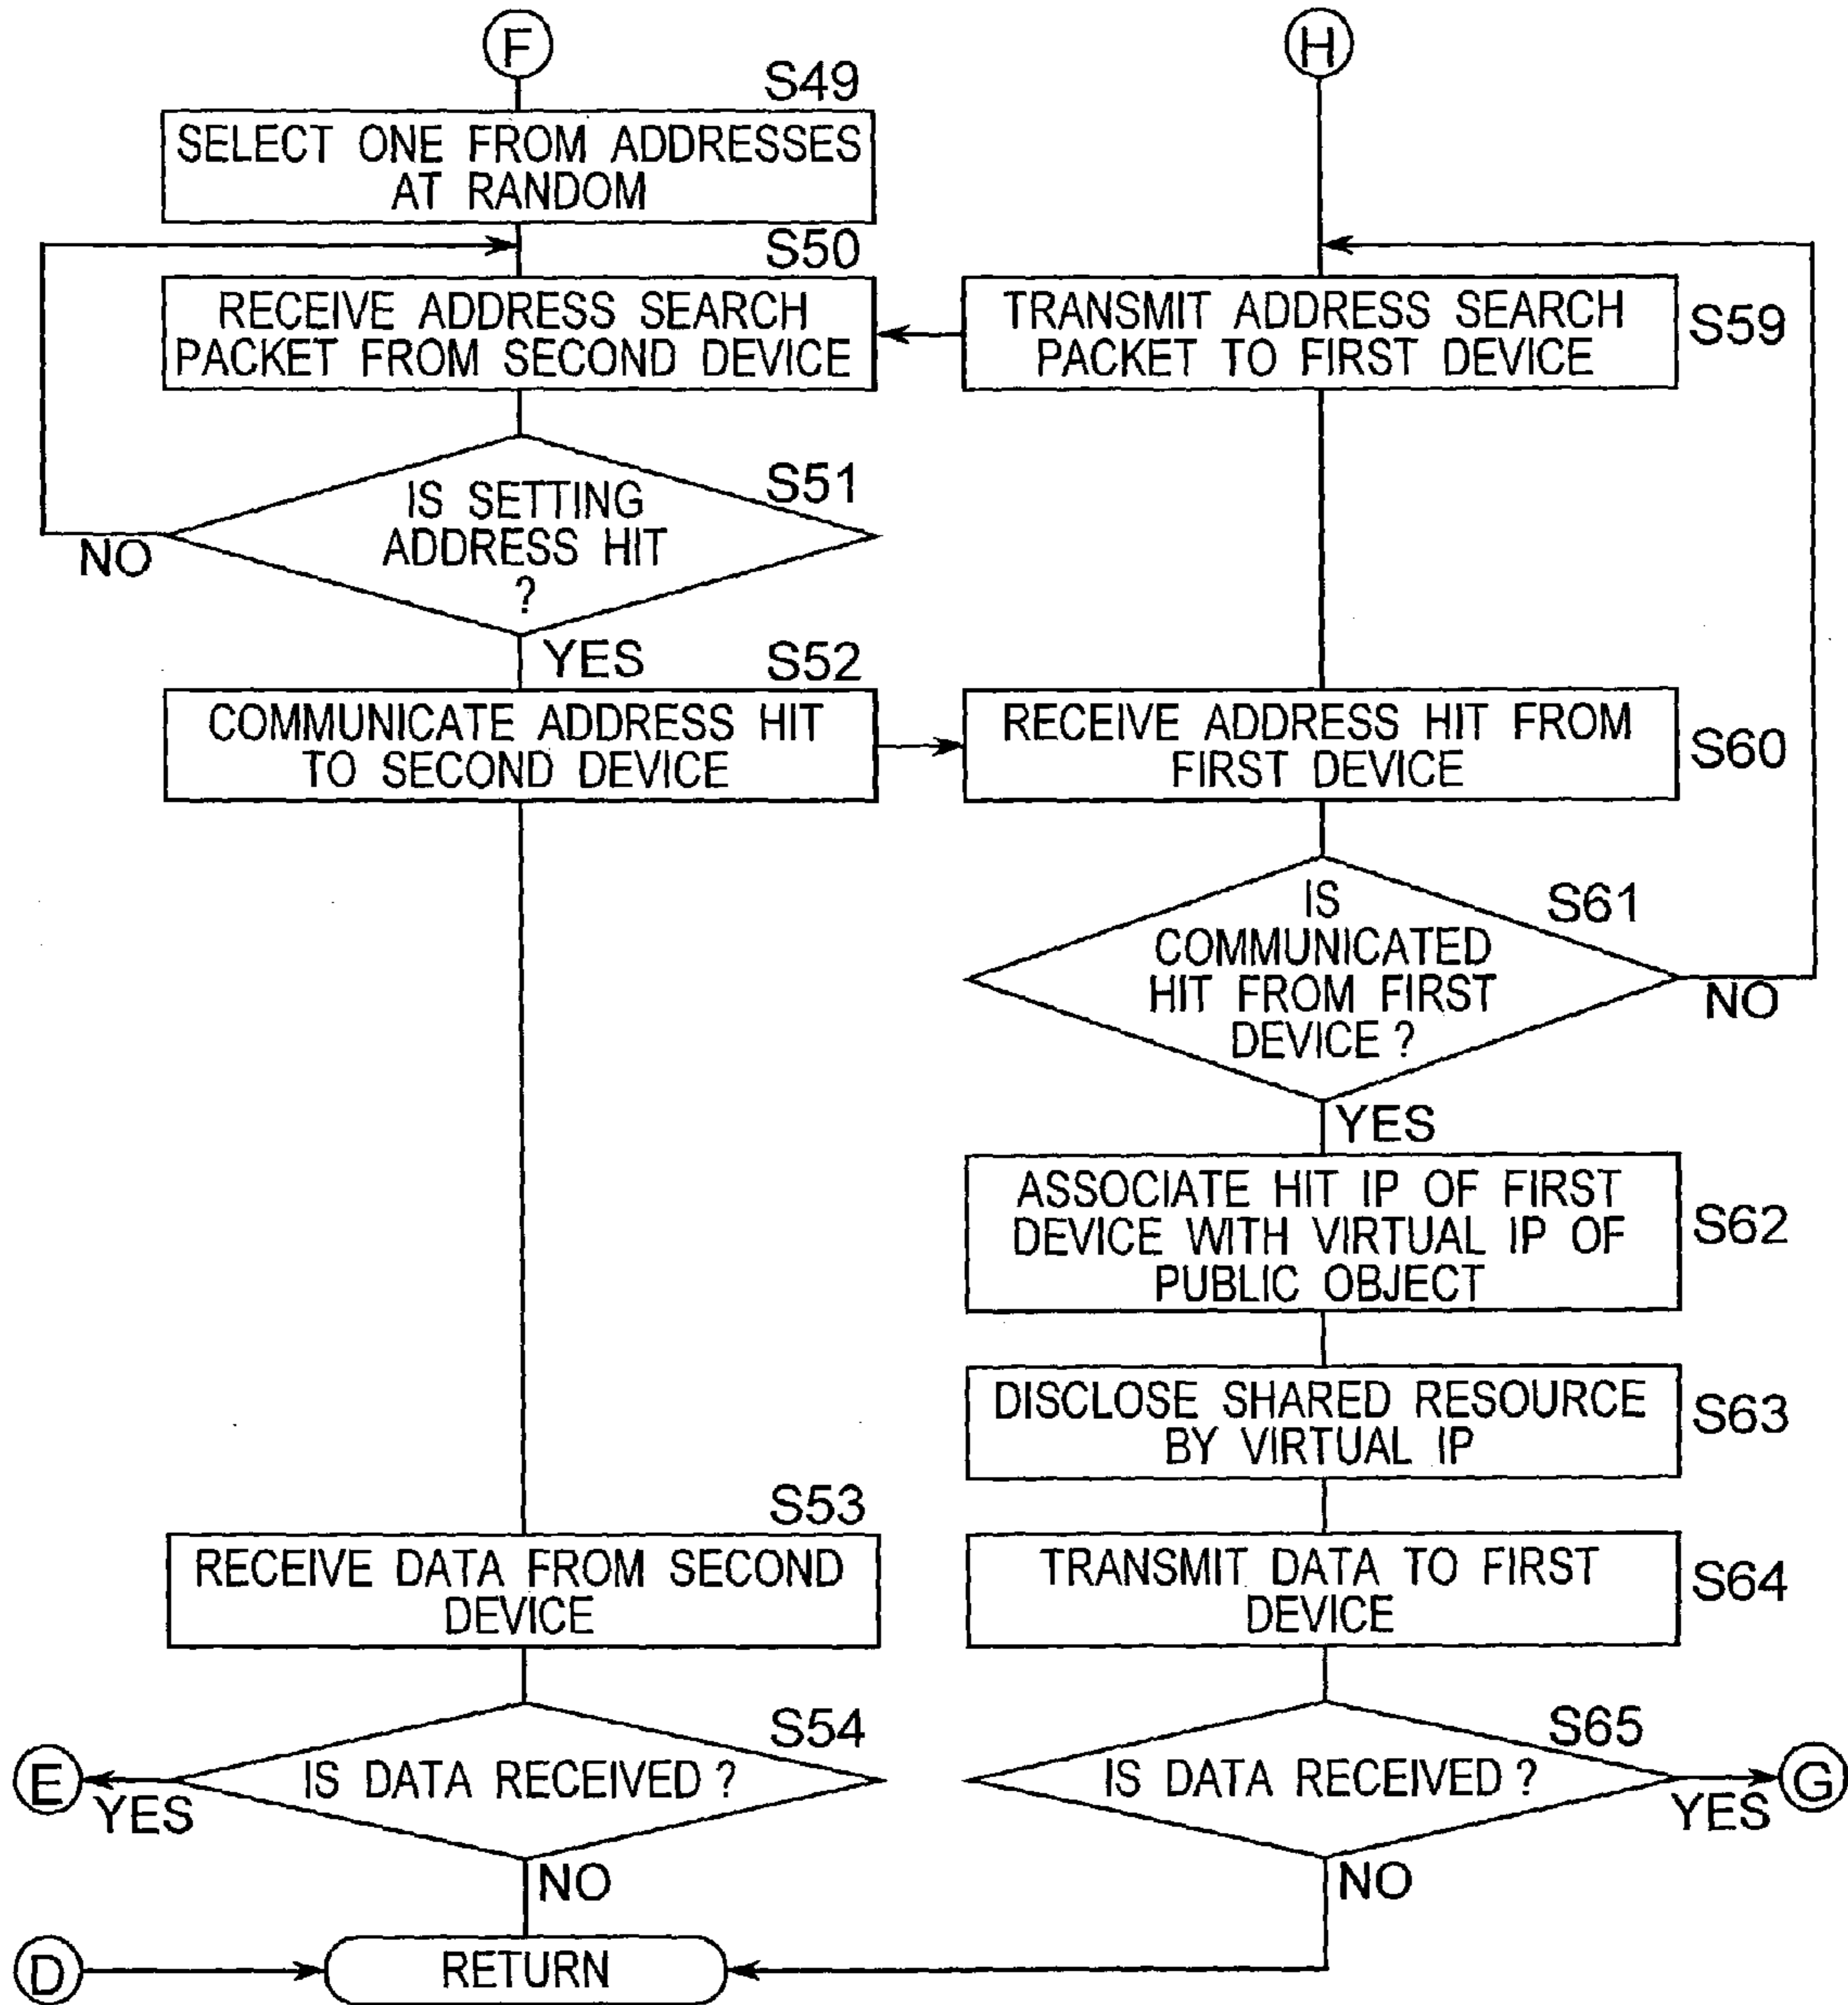 F
H
S49
SELECT ONE FROM ADDRESSES
AT RANDOM
S50
RECEIVE ADDRESS SEARCH
PACKET FROM SECOND DEVICE
TRANSMIT ADDRESS SEARCH
PACKET TO FIRST DEVICE
S59
S51
IS SETTING
ADDRESS HIT
?
NO
YES
S52
COMMUNICATE ADDRESS HIT
TO SECOND DEVICE
RECEIVE ADDRESS HIT FROM
FIRST DEVICE
S60
S61
IS
COMMUNICATED
HIT FROM FIRST
DEVICE ?
NO
YES
ASSOCIATE HIT IP OF FIRST
DEVICE WITH VIRTUAL IP OF
PUBLIC OBJECT
S62
DISCLOSE SHARED RESOURCE
BY VIRTUAL IP
S63
S53
RECEIVE DATA FROM SECOND
DEVICE
TRANSMIT DATA TO FIRST
DEVICE
S64
S54
IS DATA RECEIVED ?
E
YES
NO
S65
IS DATA RECEIVED ?
G
YES
NO
D
RETURN